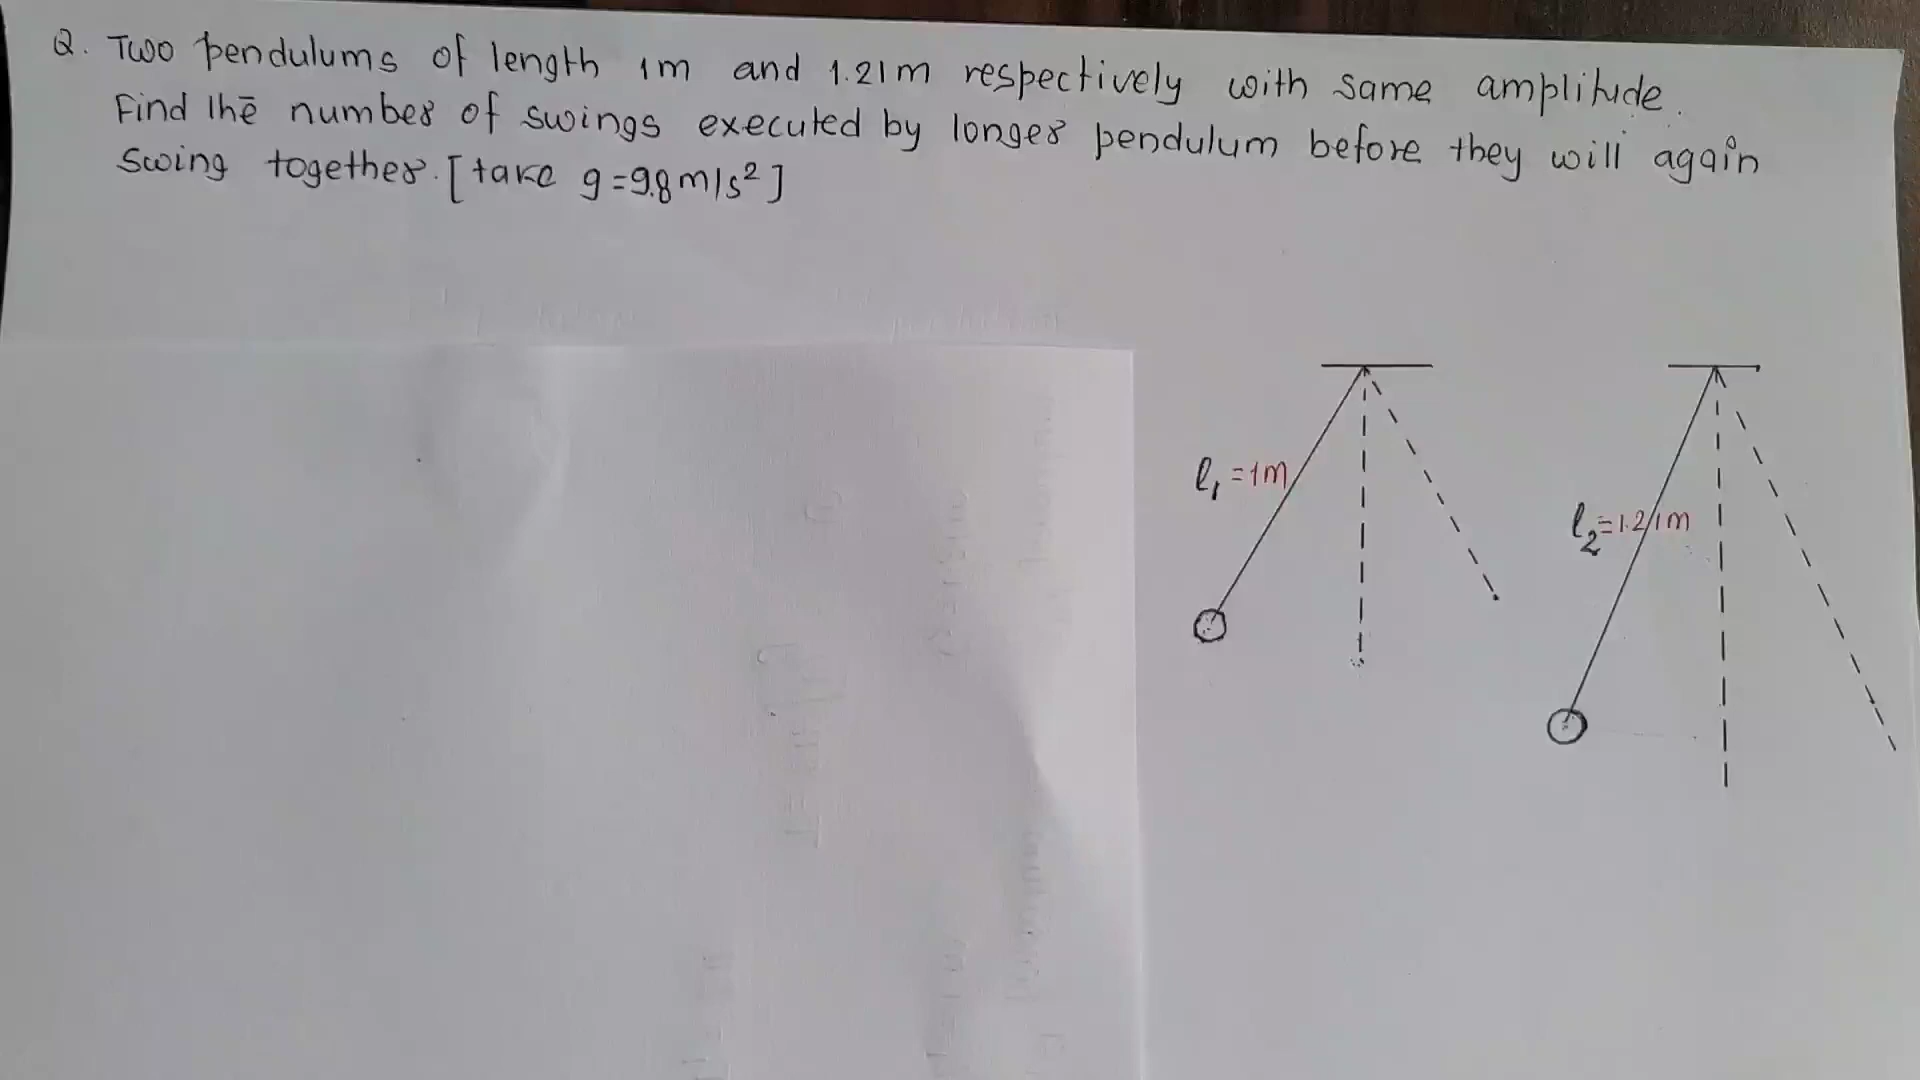 Q. Two pendulums of length 1m and 1.21m respectively with same amplitude.
Find the number of swings executed by longer pendulum before they will again
Swing together. [take g=9.8m/s²]
l₁ =1m
l₂=1.21m